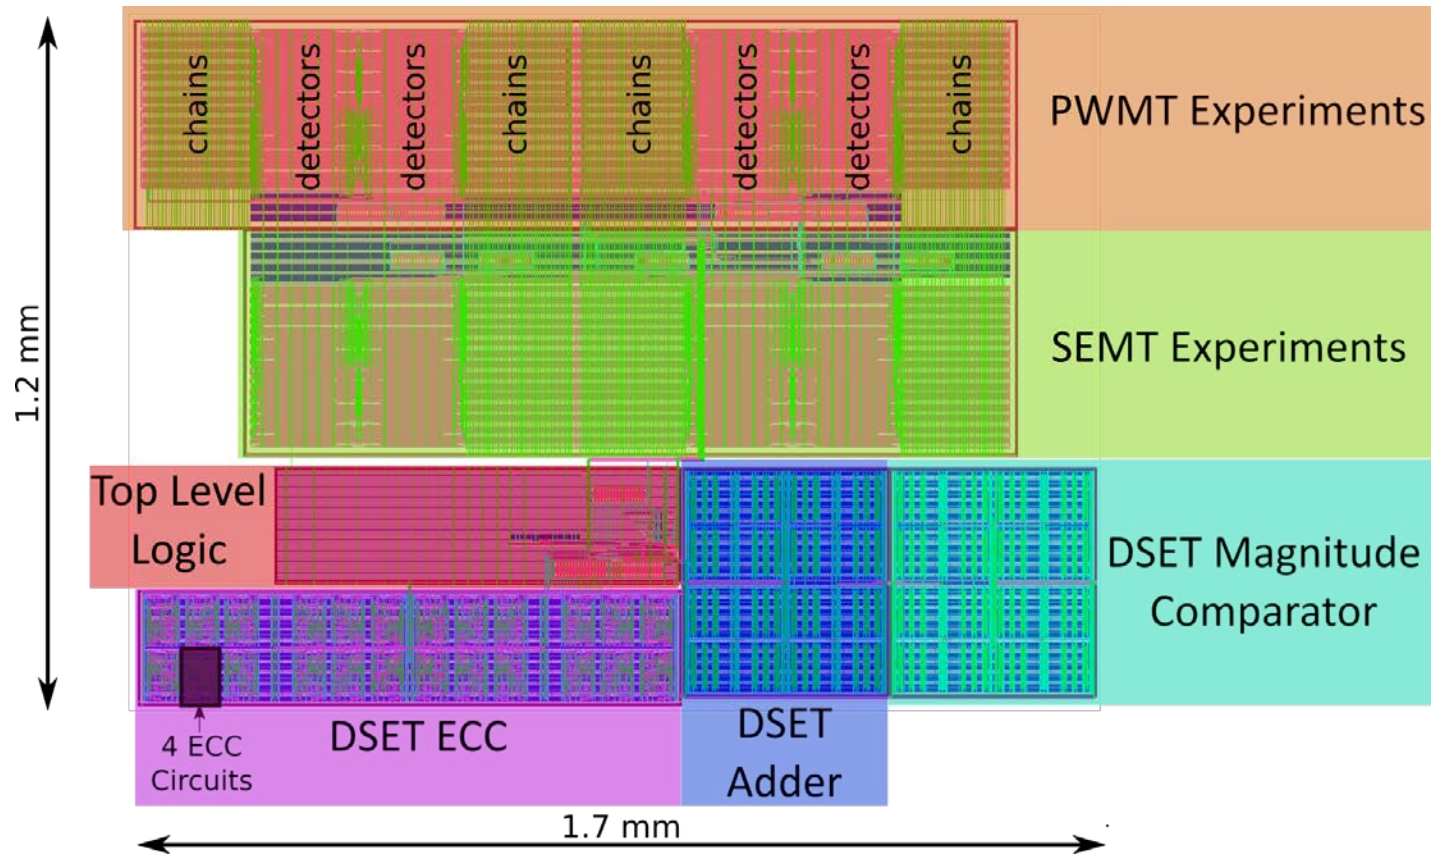 chains
detectors
detectors
chains
chains
detectors
detectors
chains
PWMT Experiments
1.2 mm
SEMT Experiments
Top Level
Logic
DSET Magnitude
Comparator
4 ECC
Circuits
DSET ECC
DSET
Adder
1.7 mm